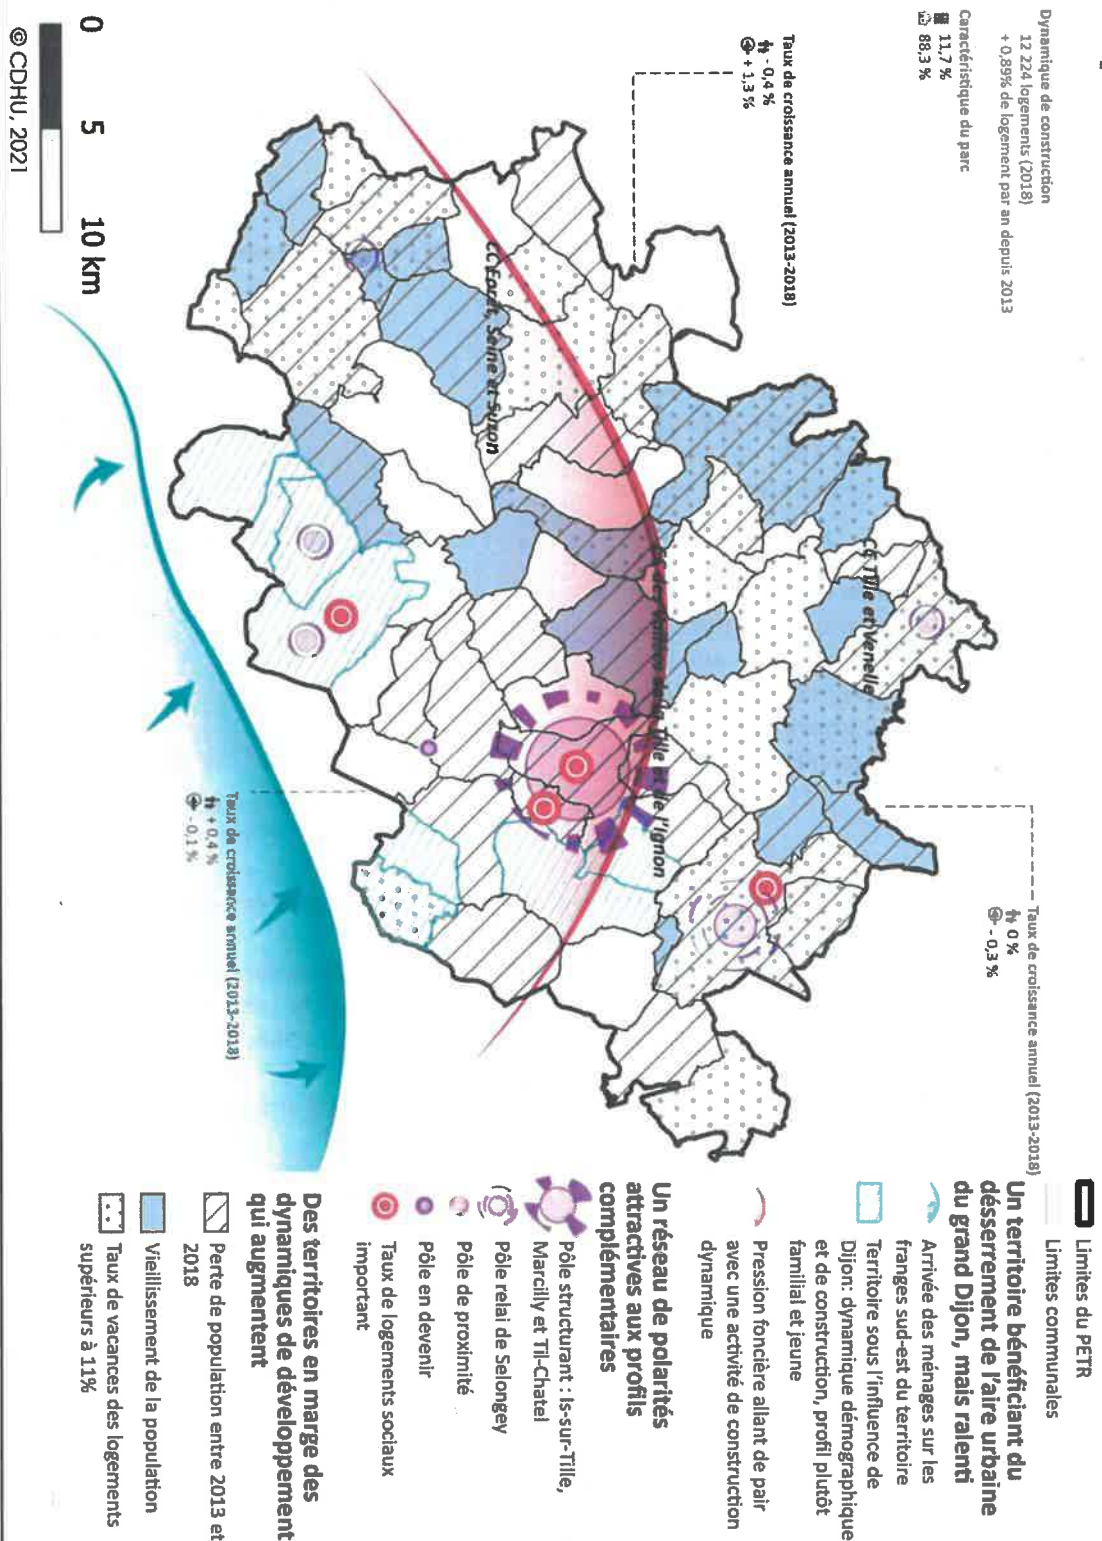 Dynamique de construction
12 224 logements (2018)
+ 0,89% de logement par an depuis 2013
Caractéristique du parc
11,7 %
88,3 %
Taux de croissance annuel (2013-2018)
- 0,4 %
+ 1,3 %
Taux de croissance annuel (2013-2018)
0 %
- 0,3 %
CC Tille et Venelle
CC Forêts, Seine et Suzon
Tille et de l'Ignon
Taux de croissance annuel (2013-2018)
+ 0,4 %
- 0,1 %
0 5 10 km
© CDHU, 2021
Limites du PETR
Limites communales
Un territoire bénéficiant du
désserrement de l'aire urbaine
du grand Dijon, mais ralenti
Arrivée des ménages sur les
franges sud-est du territoire
Territoire sous l'influence de
Dijon: dynamique démographique
et de construction, profil plutôt
familial et jeune
Pression foncière allant de pair
avec une activité de construction
dynamique
Un réseau de polarités
attractives aux profils
complémentaires
Pôle structurant : Is-sur-Tille,
Marcilly et Til-Chatel
Pôle relai de Selongey
Pôle de proximité
Pôle en devenir
Taux de logements sociaux
important
Des territoires en marge des
dynamiques de développement
qui augmentent
Perte de population entre 2013 et
2018
Vieillissement de la population
Taux de vacances des logements
supérieurs à 11%